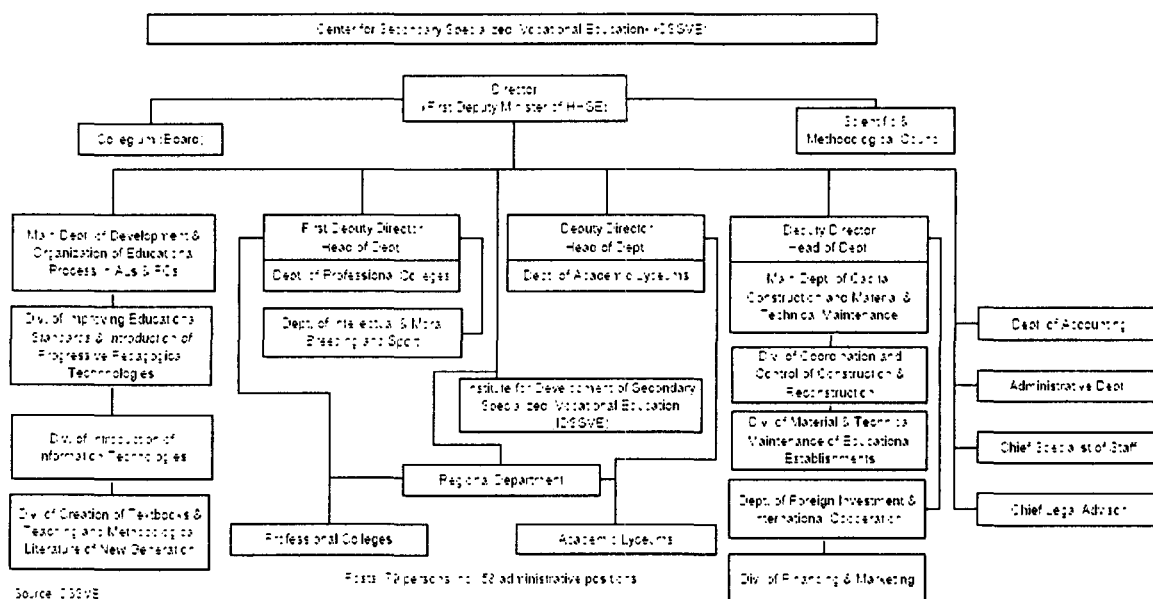 Center for Secondary Specialized, Vocational Education (CSSVE)
Director
(First Deputy Minister of MHSE)
Collegium (Board)
Scientific &
Methodological Council
Main Dept. of Development &
Organization of Educational
Process in ALs & PCs
First Deputy Director
Head of Dept
Dept. of Professional Colleges
Deputy Director
Head of Dept
Dept. of Academic Lyceums
Deputy Director
Head of Dept
Main Dept. of Capital
Construction and Material &
Technical Maintenance
Div. of Improving Educational
Standards & Introduction of
Progressive Pedagogical
Technologies
Dept. of Intellectual & Moral
Breeding and Sport
Dept. of Accounting
Div. of Coordination and
Control of Construction &
Reconstruction
Institute for Development of Secondary
Specialized, Vocational Education
(DSSVE)
Administrative Dept
Div. of Introduction of
Information Technologies
Div. of Material & Technical
Maintenance of Educational
Establishments
Chief Specialist of Staff
Regional Department
Div. of Creation of Textbooks &
Teaching and Methodological
Literature of New Generation
Dept. of Foreign Investment &
International Cooperation
Chief Legal Advisor
Professional Colleges
Academic Lyceums
Div. of Financing & Marketing
Posts: 79 persons incl. administrative positions
Source: CSSVE